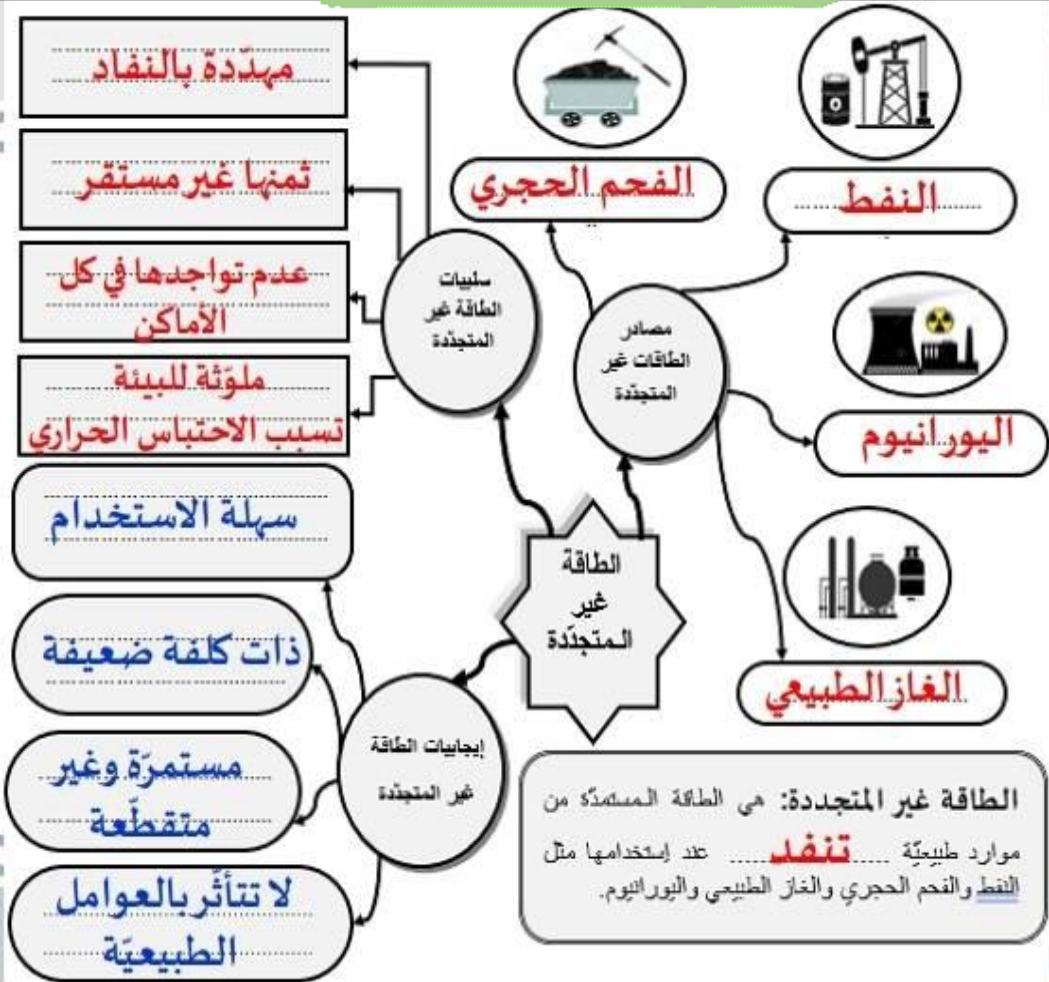 الفحم الحجري
النفط
اليورانيوم
الغاز الطبيعي
مصادر
الطاقات غير
المتجدّدة
سلبيات
الطاقة غير
المتجدّدة
مهدّدة بالنفاد
ثمنها غير مستقر
عدم تواجدها في كل
الأماكن
ملوّثة للبيئة
تسبب الاحتباس الحراري
الطاقة
غير
المتجدّدة
إيجابيات الطاقة
غير المتجدّدة
سهلة الاستخدام
ذات كلفة ضعيفة
مستمرّة وغير
متقطّعة
لا تتأثّر بالعوامل
الطبيعيّة
الطاقة غير المتجددة: هي الطاقة المستمدّة من
موارد طبيعيّة ..... تنفد ..... عند إستخدامها مثل
النفط والفحم الحجري والغاز الطبيعي واليورانيوم.